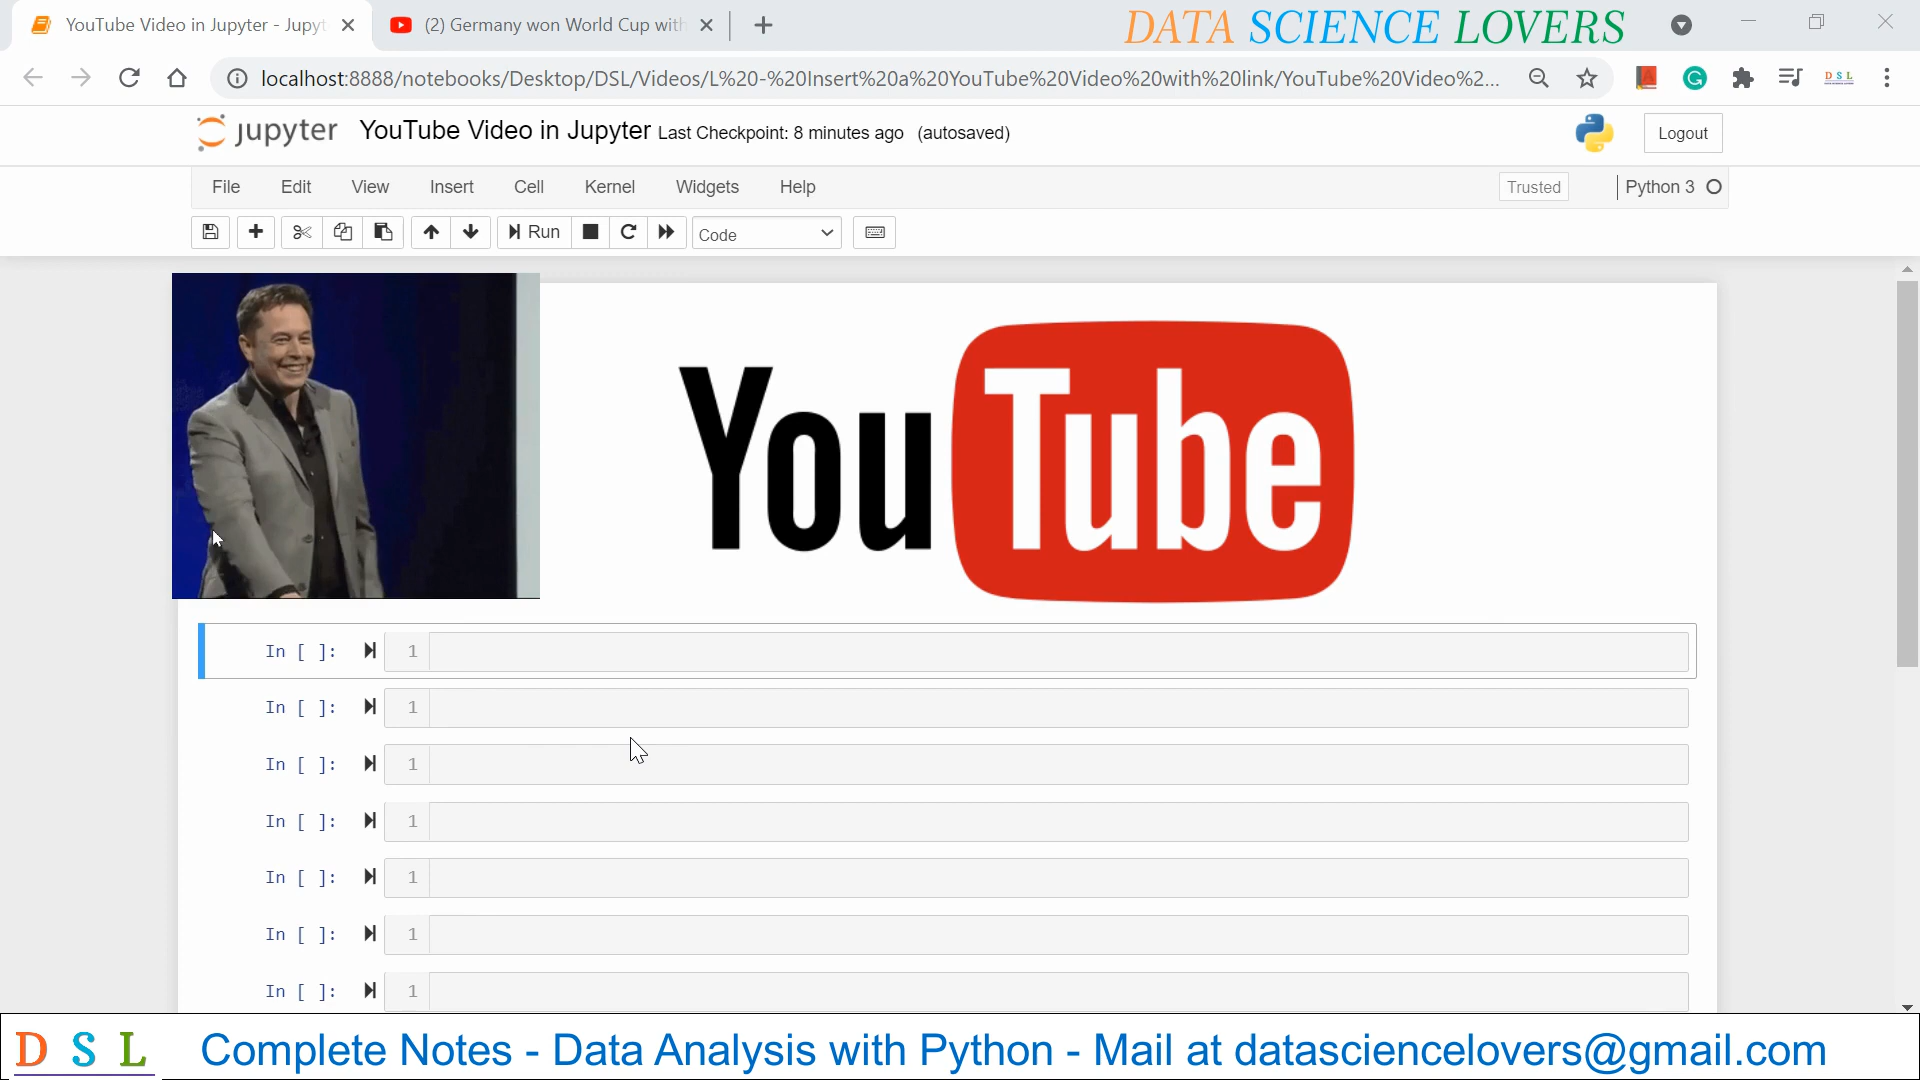 YouTube Video in Jupyter - Jupyt
(2) Germany won World Cup with
DATA SCIENCE LOVERS
localhost:8888/notebooks/Desktop/DSL/Videos/L%20-%20Insert%20a%20YouTube%20Video%20with%20link/YouTube%20Video%2...
DSL
jupyter YouTube Video in Jupyter Last Checkpoint: 8 minutes ago (autosaved)
Logout
File Edit View Insert Cell Kernel Widgets Help
Trusted
Python 3
Run
Code
YouTube
In [ ]: 1
In [ ]: 1
In [ ]: 1
In [ ]: 1
In [ ]: 1
In [ ]: 1
In [ ]: 1
D S L Complete Notes - Data Analysis with Python - Mail at datasciencelovers@gmail.com